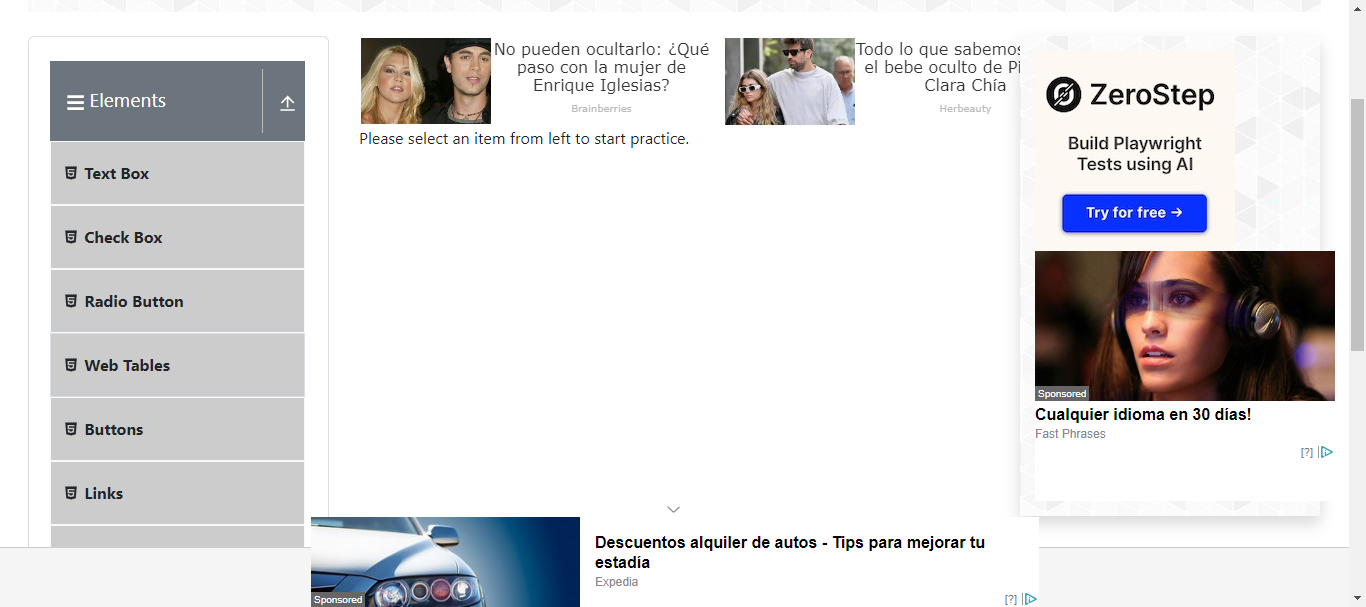 Elements
Text Box
Check Box
Radio Button
Web Tables
Buttons
Links
No pueden ocultarlo: ¿Qué
paso con la mujer de
Enrique Iglesias?
Brainberries
Todo lo que sabemos
el bebe oculto de Pi
Clara Chía
Herbeauty
Please select an item from left to start practice.
ZeroStep
Build Playwright
Tests using AI
Try for free →
Sponsored
Cualquier idioma en 30 días!
Fast Phrases
[?]
Sponsored
Descuentos alquiler de autos - Tips para mejorar tu
estadía
Expedia
[?]